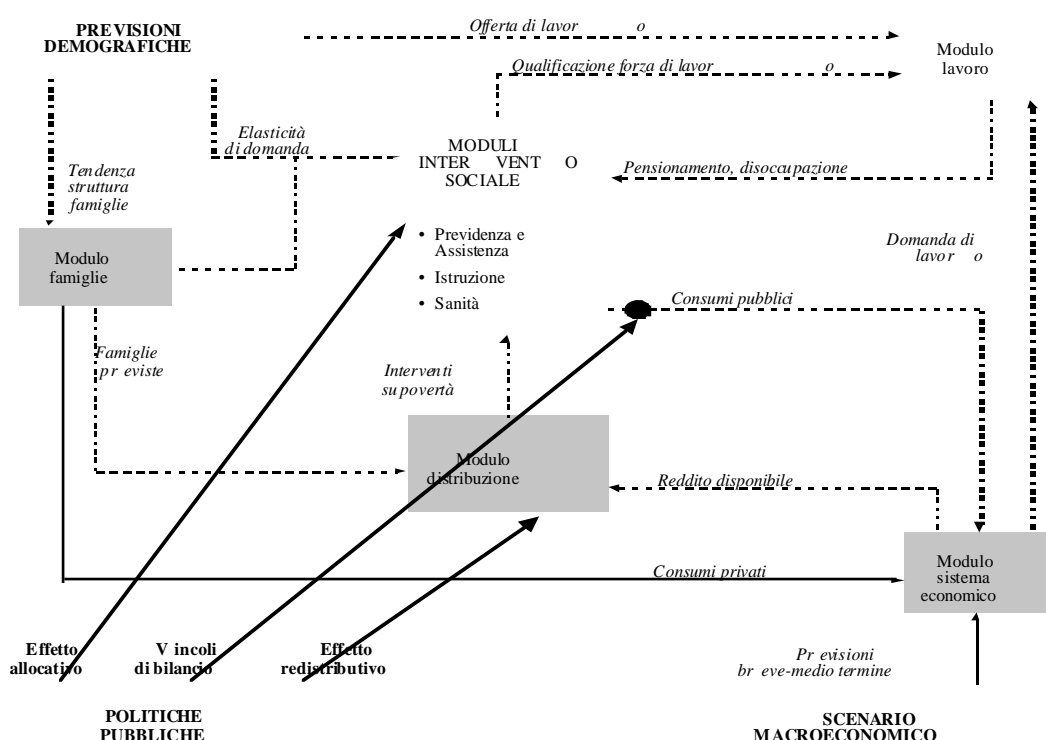 PREVISIONI
DEMOGRAFICHE
Offerta di lavor o
Modulo
lavoro
Qualificazione forza di lavor o
Elasticità
di domanda
MODULI
INTER VENT O
SOCIALE
Pensionamento, disoccupazione
Tendenza
struttura
famiglie
• Previdenza e
Assistenza
• Istruzione
• Sanità
Domanda di
lavor o
Modulo
famiglie
Consumi pubblici
Famiglie
pr eviste
Interventi
su povertà
Modulo
distribuzione
Reddito disponibile
Modulo
sistema
economico
Consumi privati
Effetto
allocativo
V incoli
di bilancio
Effetto
redistributivo
Pr evisioni
br eve-medio termine
POLITICHE
PUBBLICHE
SCENARIO
MACROECONOMICO